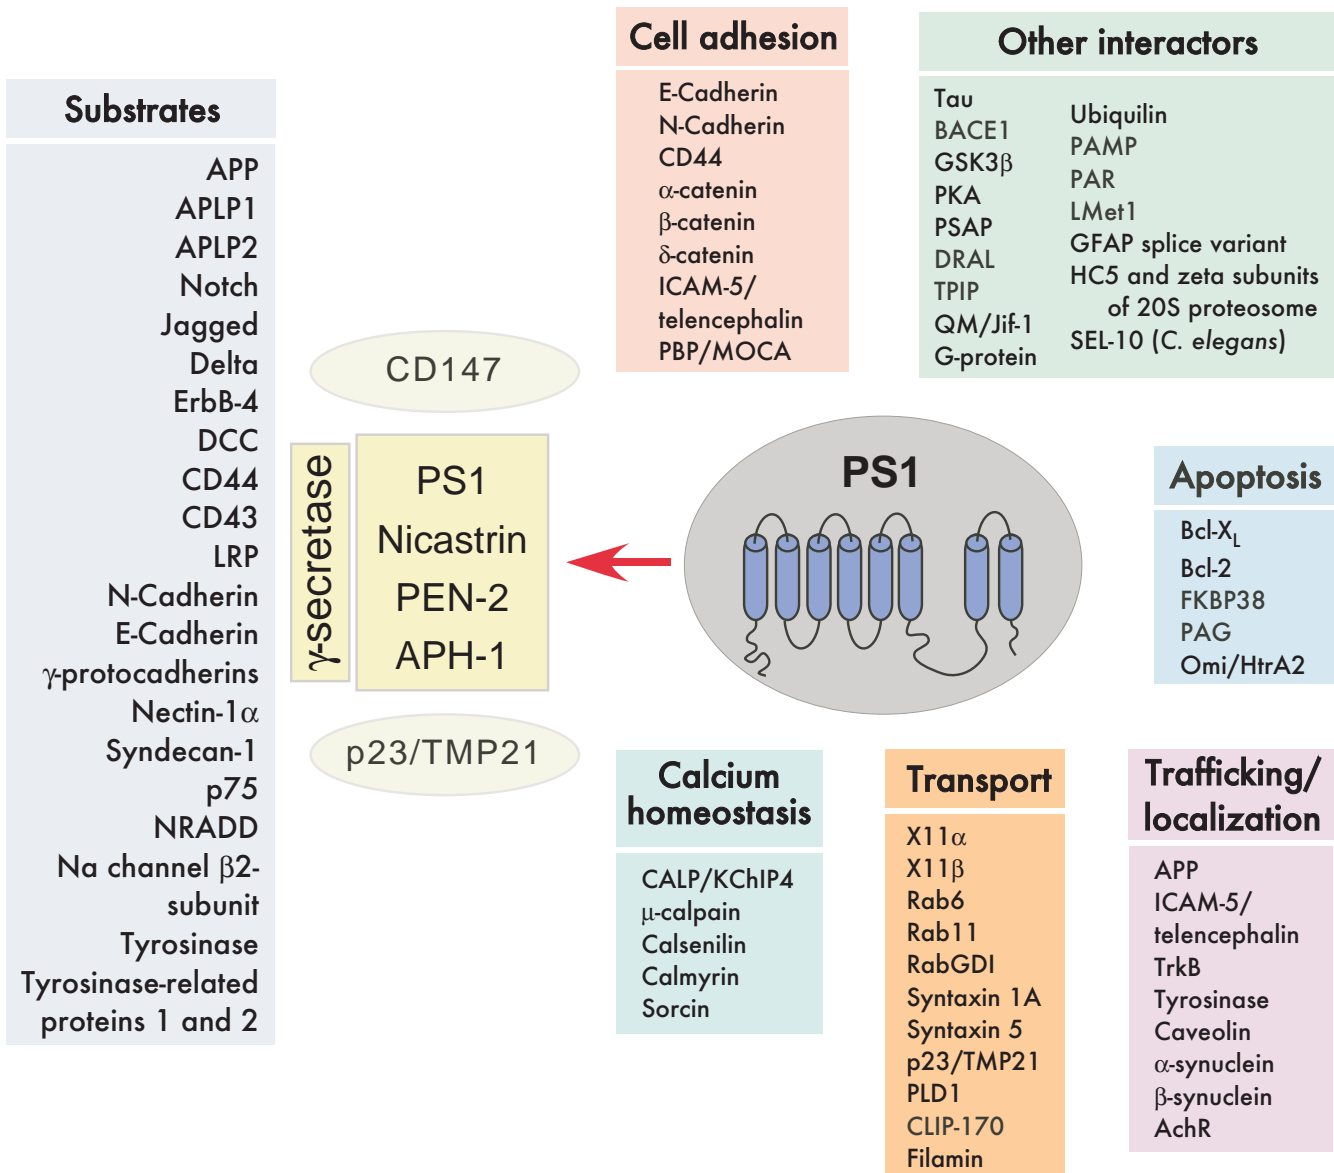 Substrates
APP
APLP1
APLP2
Notch
Jagged
Delta
ErbB-4
DCC
CD44
CD43
LRP
N-Cadherin
E-Cadherin
γ-protocadherins
Nectin-1α
Syndecan-1
p75
NRADD
Na channel β2-
subunit
Tyrosinase
Tyrosinase-related
proteins 1 and 2
CD147
γ-secretase
PS1
Nicastrin
PEN-2
APH-1
p23/TMP21
Cell adhesion
E-Cadherin
N-Cadherin
CD44
α-catenin
β-catenin
δ-catenin
ICAM-5/
telencephalin
PBP/MOCA
Other interactors
Tau
BACE1
GSK3β
PKA
PSAP
DRAL
TPIP
QM/Jif-1
G-protein
Ubiquilin
PAMP
PAR
LMet1
GFAP splice variant
HC5 and zeta subunits
of 20S proteosome
SEL-10 (C. elegans)
PS1
Apoptosis
Bcl-XL
Bcl-2
FKBP38
PAG
Omi/HtrA2
Calcium
homeostasis
CALP/KChIP4
μ-calpain
Calsenilin
Calmyrin
Sorcin
Transport
X11α
X11β
Rab6
Rab11
RabGDI
Syntaxin 1A
Syntaxin 5
p23/TMP21
PLD1
CLIP-170
Filamin
Trafficking/
localization
APP
ICAM-5/
telencephalin
TrkB
Tyrosinase
Caveolin
α-synuclein
β-synuclein
AchR